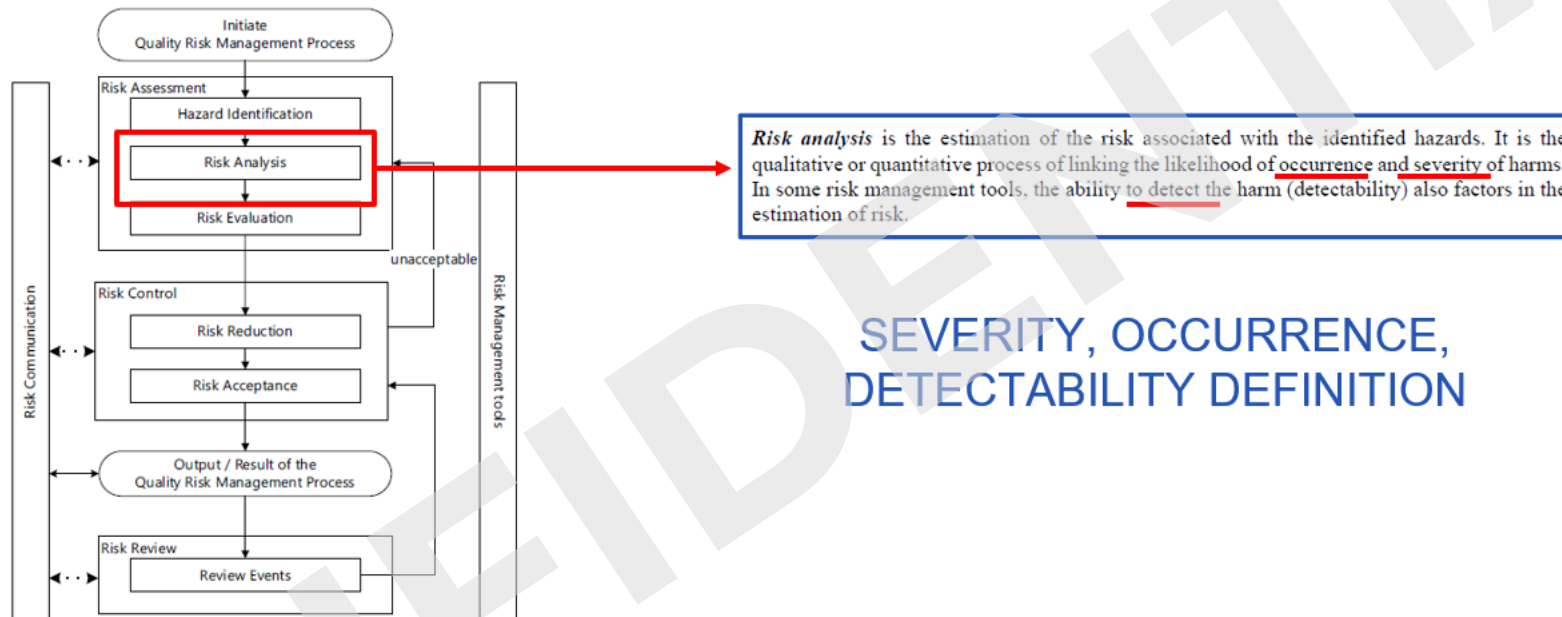 Initiate
Quality Risk Management Process
Risk Assessment
Hazard Identification
Risk Analysis
Risk Evaluation
unacceptable
Risk Control
Risk Reduction
Risk Acceptance
Output / Result of the
Quality Risk Management Process
Risk Review
Review Events
Risk Communication
Risk Management tools
Risk analysis is the estimation of the risk associated with the identified hazards. It is the
qualitative or quantitative process of linking the likelihood of occurrence and severity of harms
In some risk management tools, the ability to detect the harm (detectability) also factors in the
estimation of risk.
SEVERITY, OCCURRENCE,
DETECTABILITY DEFINITION
FIDENTIA